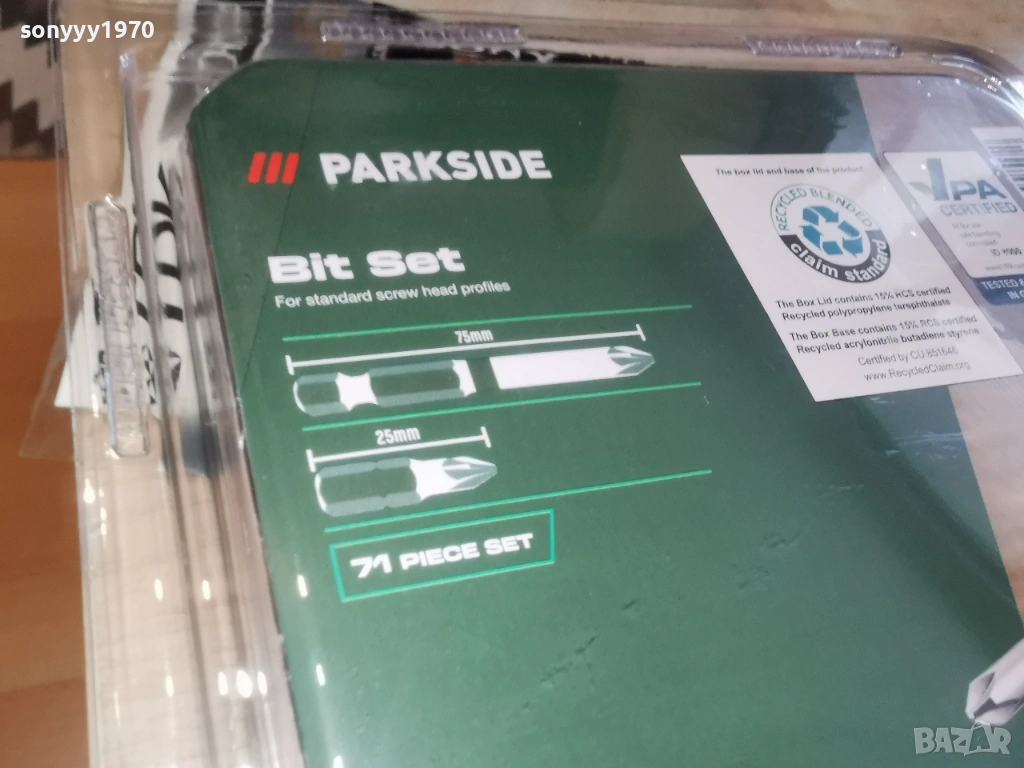 sonyyy1970
PARKSIDE
Bit Set
For standard screw head profiles
75mm
25mm
71 PIECE SET
The box lid and base of the product
RECYCLED BLENDED
claim standard
The Box Lid contains 15% RCS certified
Recycled polypropylene terephthalate
The Box Base contains 15% RCS certified
Recycled acrylonitrile butadiene styrene
Certified by CU 851646
www.RecycledClaim.org
IPA
CERTIFIED
TESTED
BAZAR